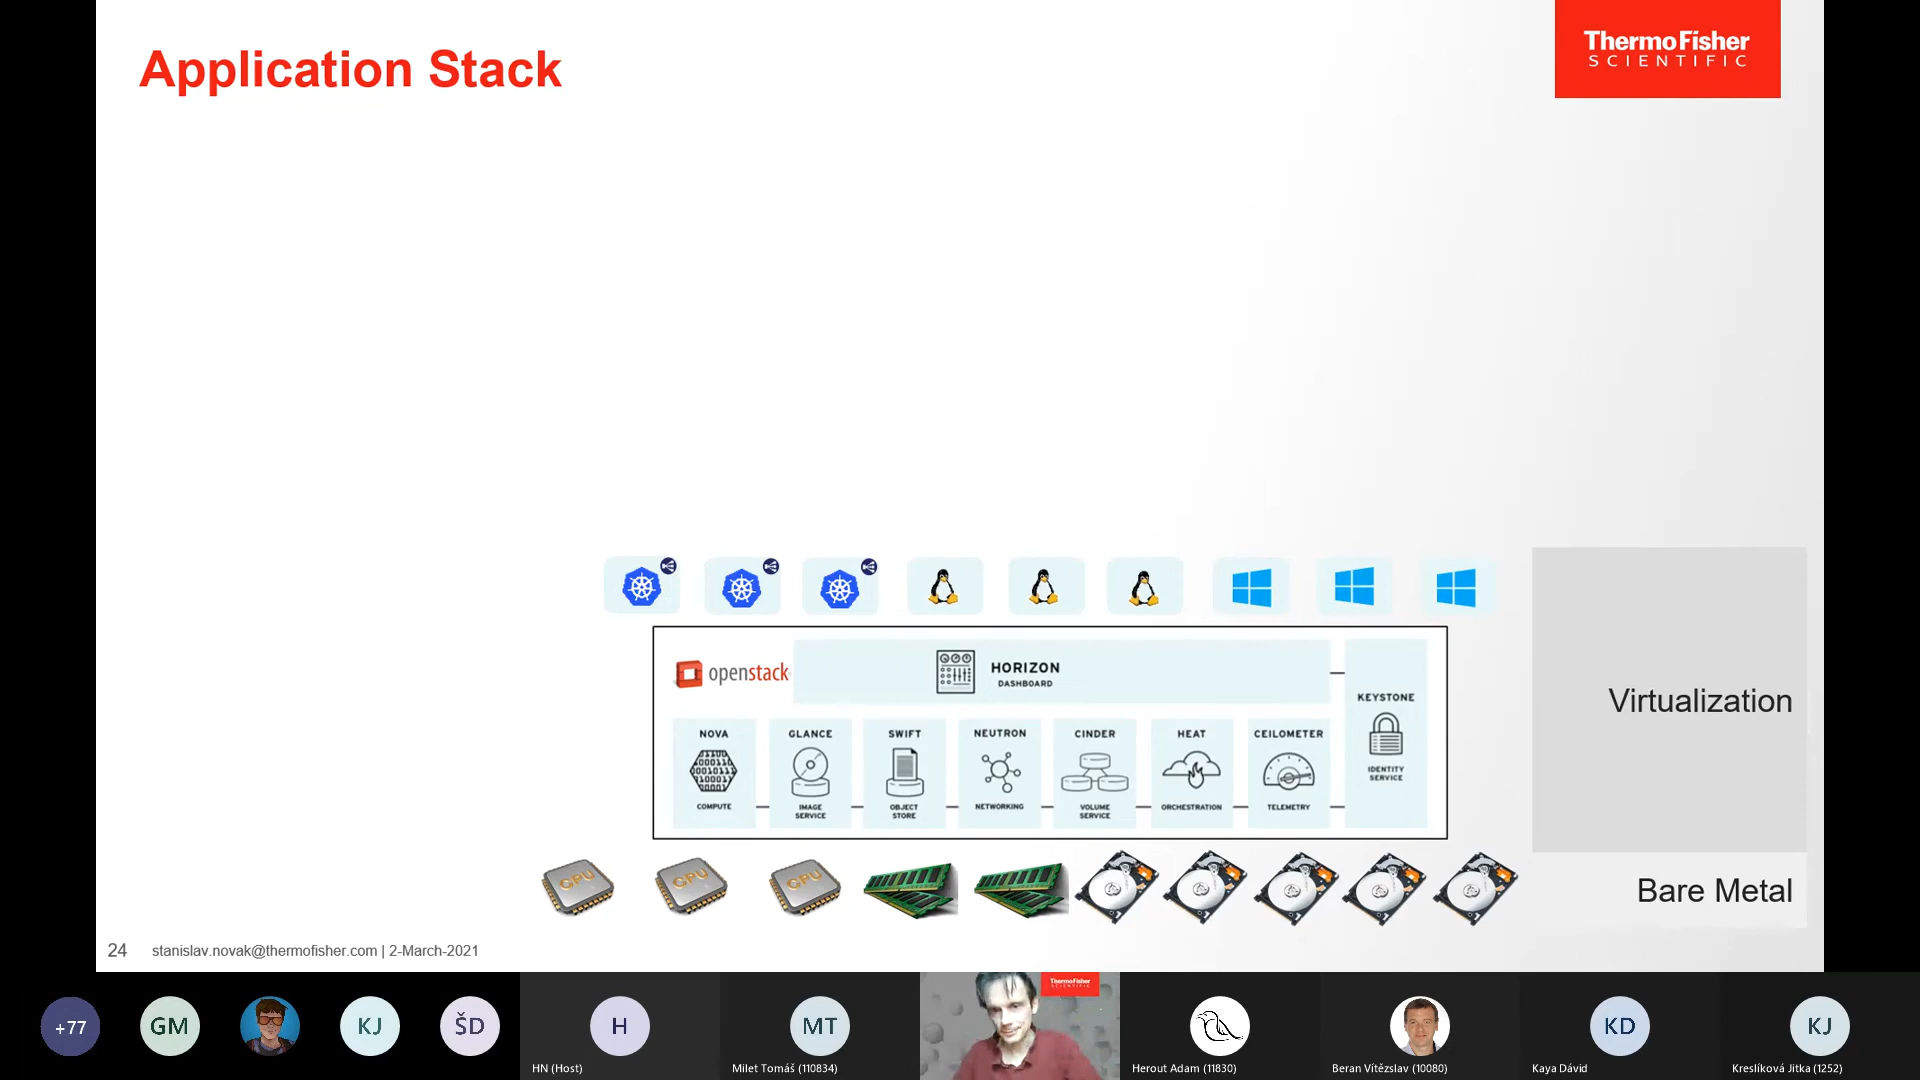 Application Stack
ThermoFisher
SCIENTIFIC
openstack
HORIZON
DASHBOARD
KEYSTONE
IDENTITY
SERVICE
NOVA
COMPUTE
GLANCE
IMAGE
SERVICE
SWIFT
OBJECT
STORE
NEUTRON
NETWORKING
CINDER
VOLUME
SERVICE
HEAT
ORCHESTRATION
CEILOMETER
TELEMETRY
Virtualization
CPU
CPU
CPU
Bare Metal
24
stanislav.novak@thermofisher.com | 2-March-2021
+77
GM
KJ
ŠD
H
HN (Host)
MT
Milet Tomáš (110834)
ThermoFisher
Herout Adam (11830)
Beran Vítězslav (10080)
KD
Kaya Dávid
KJ
Kreslíková Jitka (1252)